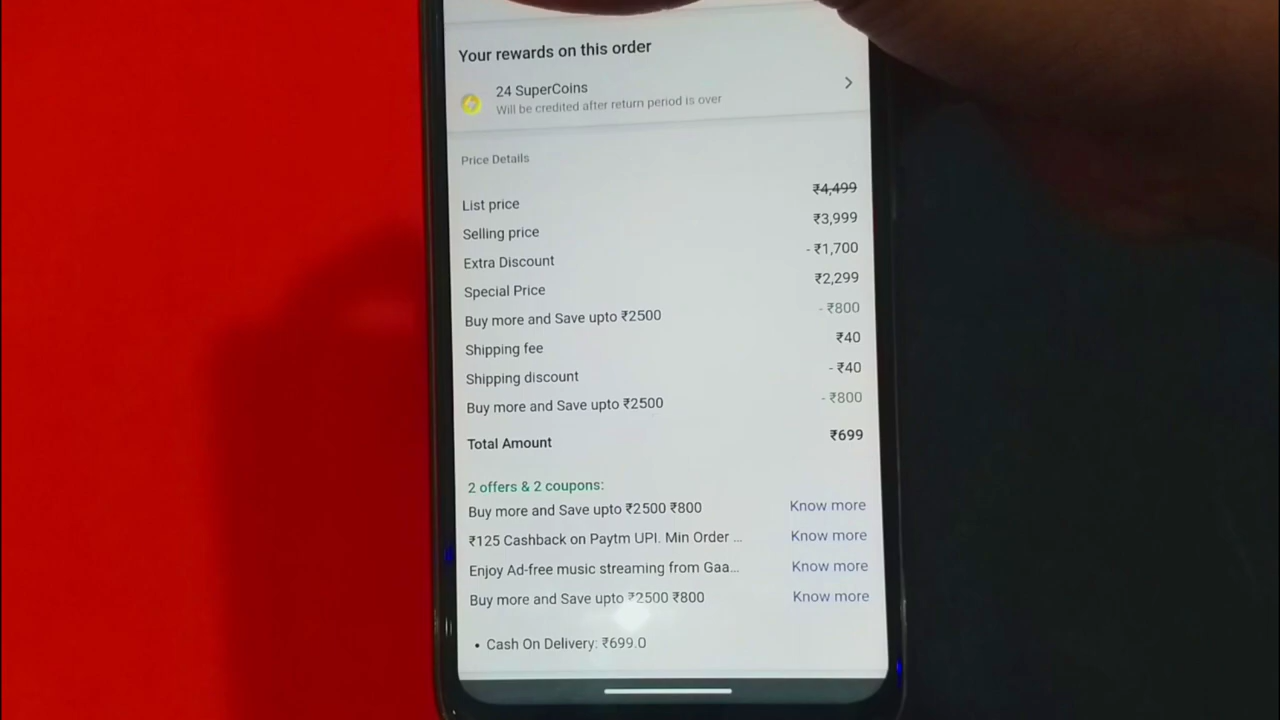 Your rewards on this order
24 SuperCoins
Will be credited after return period is over
Price Details
List price ₹4,499
Selling price ₹3,999
Extra Discount - ₹1,700
Special Price ₹2,299
Buy more and Save upto ₹2500 - ₹800
Shipping fee ₹40
Shipping discount - ₹40
Buy more and Save upto ₹2500 - ₹800
Total Amount ₹699
2 offers & 2 coupons:
Buy more and Save upto ₹2500 ₹800 Know more
₹125 Cashback on Paytm UPI. Min Order ... Know more
Enjoy Ad-free music streaming from Gaa... Know more
Buy more and Save upto ₹2500 ₹800 Know more
• Cash On Delivery: ₹699.0